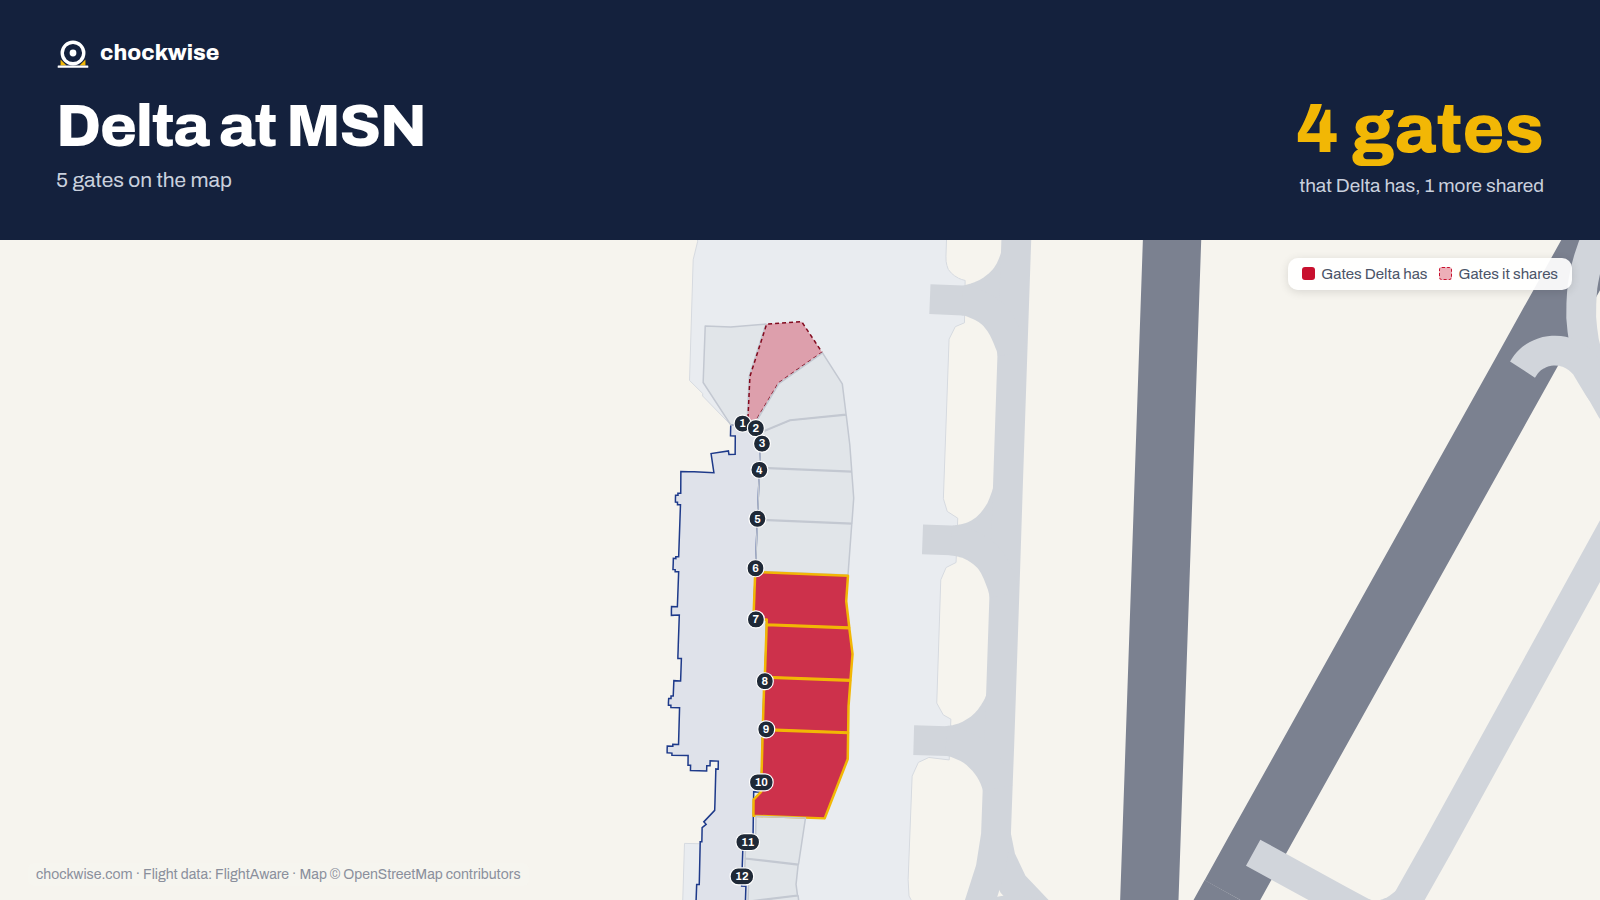 chockwise
Delta at MSN
5 gates on the map
4 gates
that Delta has, 1 more shared
Gates Delta has
Gates it shares
1
2
3
4
5
6
7
8
9
10
11
12
chockwise.com · Flight data: FlightAware · Map © OpenStreetMap contributors